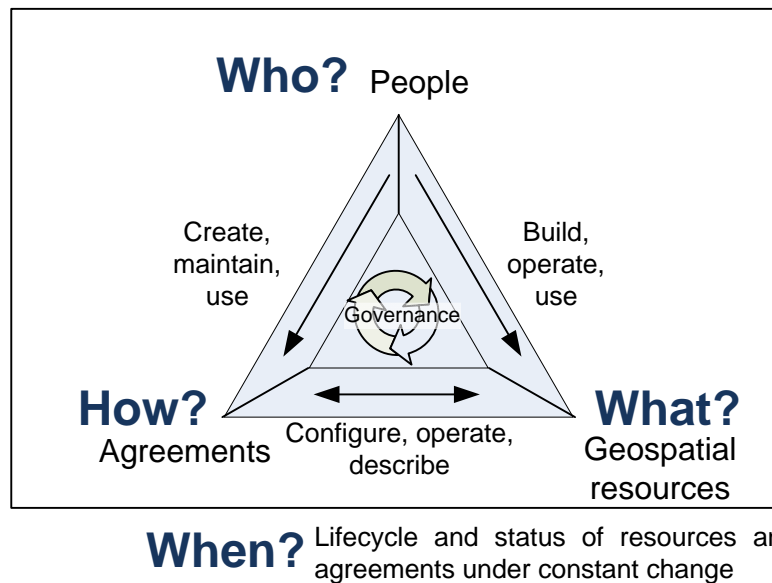 Who? People
Create,
maintain,
use
Build,
operate,
use
Governance
How?
Agreements
Configure, operate,
describe
What?
Geospatial
resources
When? Lifecycle and status of resources
agreements under constant change